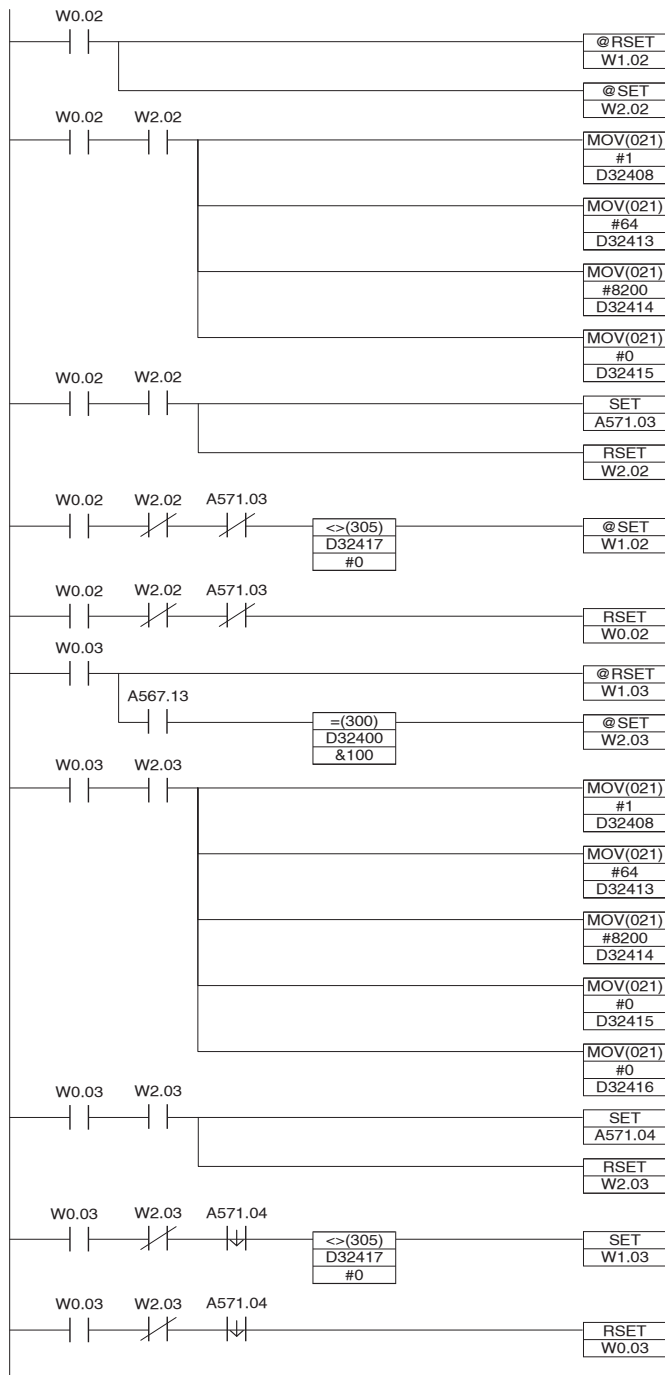 W0.02
@RSET
W1.02
@SET
W2.02
W0.02 W2.02
MOV(021)
#1
D32408
MOV(021)
#64
D32413
MOV(021)
#8200
D32414
MOV(021)
#0
D32415
W0.02 W2.02
SET
A571.03
RSET
W2.02
W0.02 W2.02 A571.03
<>(305)
D32417
#0
@SET
W1.02
W0.02 W2.02 A571.03
RSET
W0.02
W0.03
@RSET
W1.03
A567.13
=(300)
D32400
&100
@SET
W2.03
W0.03 W2.03
MOV(021)
#1
D32408
MOV(021)
#64
D32413
MOV(021)
#8200
D32414
MOV(021)
#0
D32415
MOV(021)
#0
D32416
W0.03 W2.03
SET
A571.04
RSET
W2.03
W0.03 W2.03 A571.04
<>(305)
D32417
#0
SET
W1.03
W0.03 W2.03 A571.04
RSET
W0.03